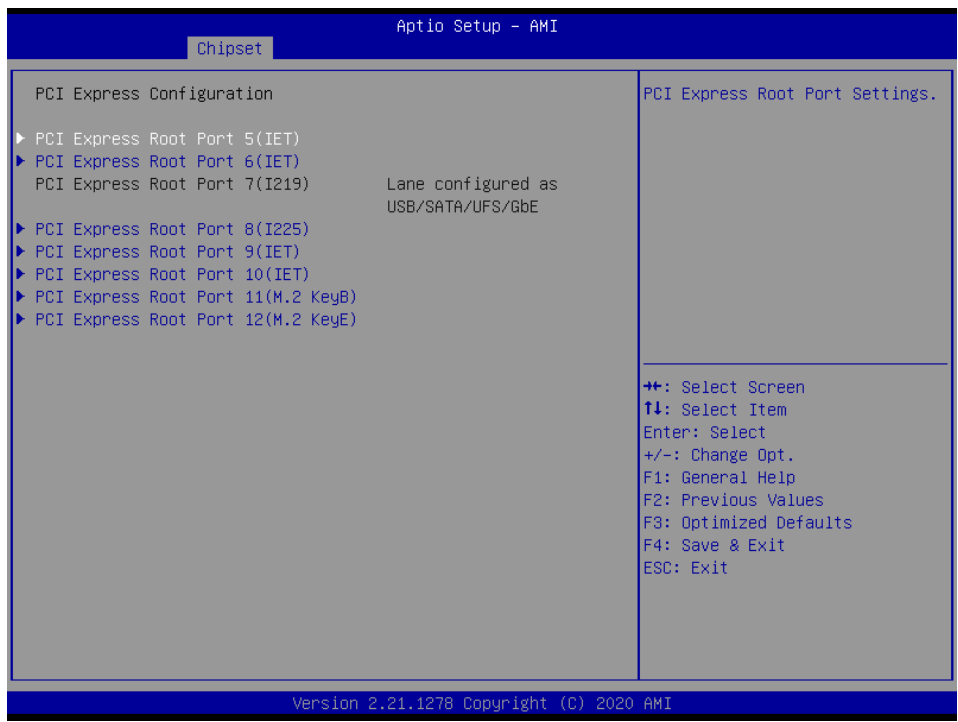 Aptio Setup – AMI
Chipset
PCI Express Configuration
PCI Express Root Port 5(IET)
PCI Express Root Port 6(IET)
PCI Express Root Port 7(I219) Lane configured as
USB/SATA/UFS/GbE
PCI Express Root Port 8(I225)
PCI Express Root Port 9(IET)
PCI Express Root Port 10(IET)
PCI Express Root Port 11(M.2 KeyB)
PCI Express Root Port 12(M.2 KeyE)
PCI Express Root Port Settings.
→←: Select Screen
↑↓: Select Item
Enter: Select
+/-: Change Opt.
F1: General Help
F2: Previous Values
F3: Optimized Defaults
F4: Save & Exit
ESC: Exit
Version 2.21.1278 Copyright (C) 2020 AMI